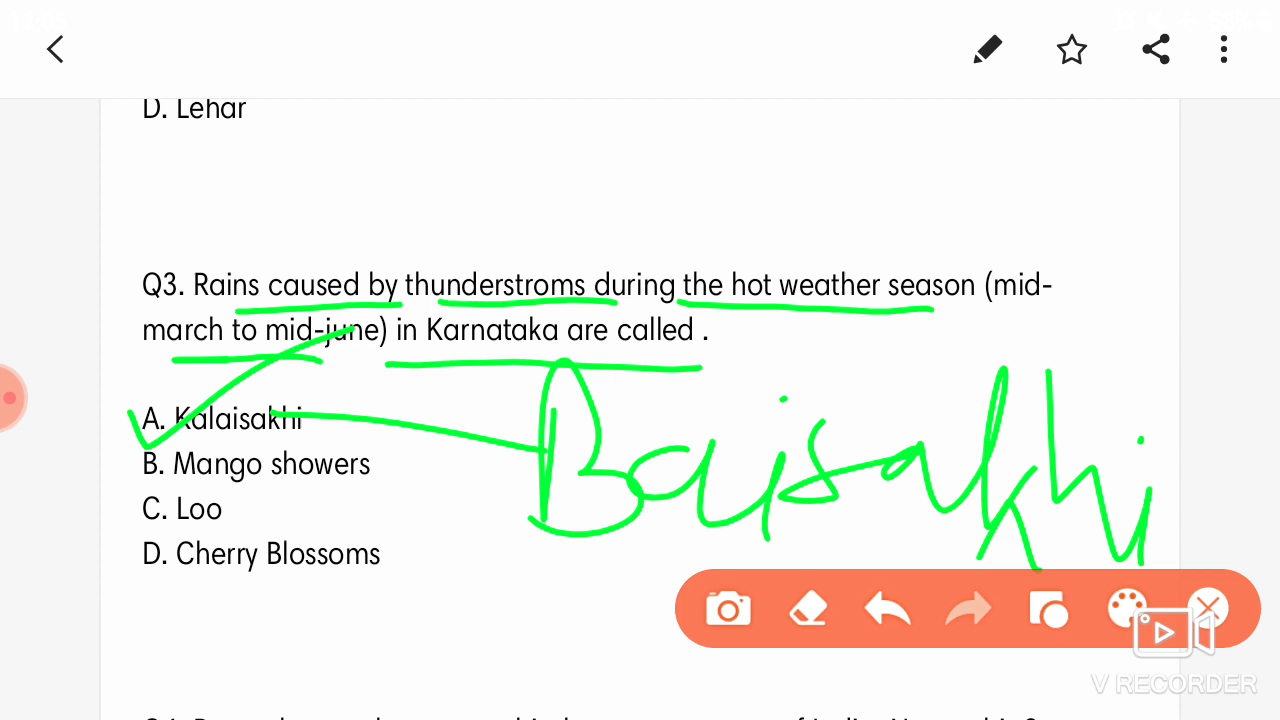 D. Lehar
Q3. Rains caused by thunderstroms during the hot weather season (mid-
march to mid-june) in Karnataka are called .
A. Kalaisakhi
Baisakhi
B. Mango showers
C. Loo
D. Cherry Blossoms
V RECORDER